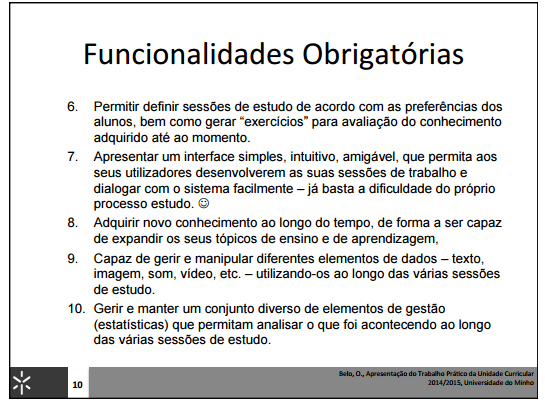 Funcionalidades Obrigatórias
6. Permitir definir sessões de estudo de acordo com as preferências dos
alunos, bem como gerar “exercícios” para avaliação do conhecimento
adquirido até ao momento.
7. Apresentar um interface simples, intuitivo, amigável, que permita aos
seus utilizadores desenvolverem as suas sessões de trabalho e
dialogar com o sistema facilmente – já basta a dificuldade do próprio
processo estudo. ☺
8. Adquirir novo conhecimento ao longo do tempo, de forma a ser capaz
de expandir os seus tópicos de ensino e de aprendizagem,
9. Capaz de gerir e manipular diferentes elementos de dados – texto,
imagem, som, vídeo, etc. – utilizando-os ao longo das várias sessões
de estudo.
10. Gerir e manter um conjunto diverso de elementos de gestão
(estatísticas) que permitam analisar o que foi acontecendo ao longo
das várias sessões de estudo.
Belo, O., Apresentação do Trabalho Prático da Unidade Curricular
2014/2015, Universidade do Minho
10